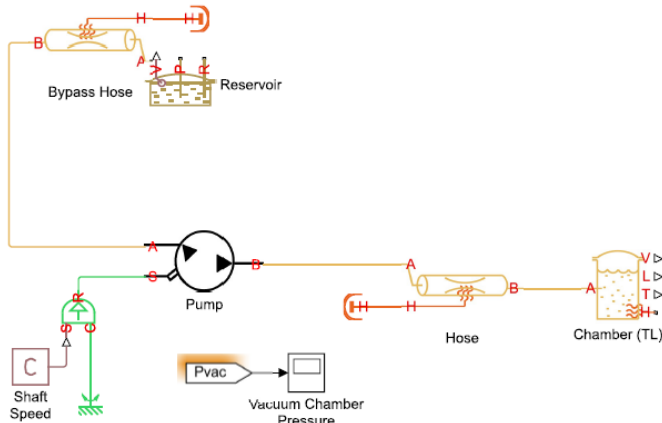 H H
B
A
V P R
Reservoir
Bypass Hose
A
S
B
Pump
R
S C
C
Shaft
Speed
A
B
H H
Hose
A
V
L
T
H
Chamber (TL)
Pvac
Vacuum Chamber
Pressure